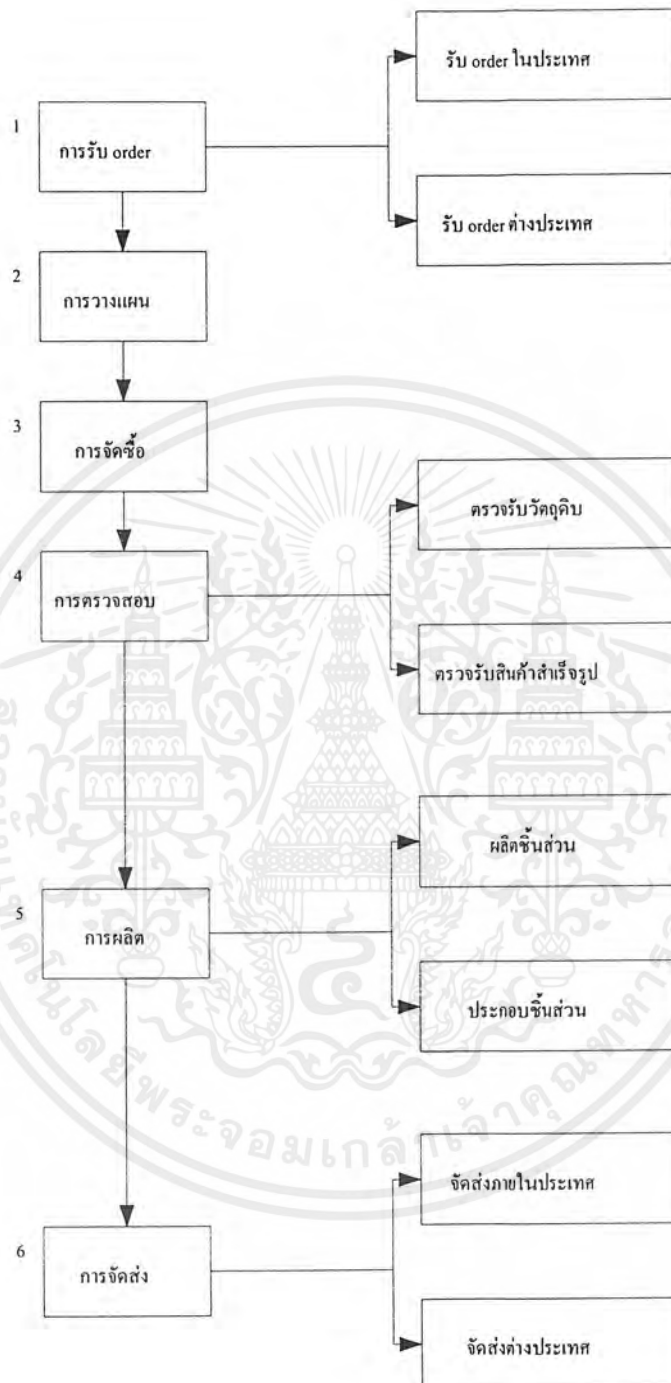 รับ order ในประเทศ
1
การรับ order
รับ order ต่างประเทศ
2
การวางแผน
3
การจัดซื้อ
ตรวจรับวัตถุดิบ
4
การตรวจสอบ
ตรวจรับสินค้าสำเร็จรูป
ผลิตชิ้นส่วน
5
การผลิต
ประกอบชิ้นส่วน
จัดส่งภายในประเทศ
6
การจัดส่ง
จัดส่งต่างประเทศ